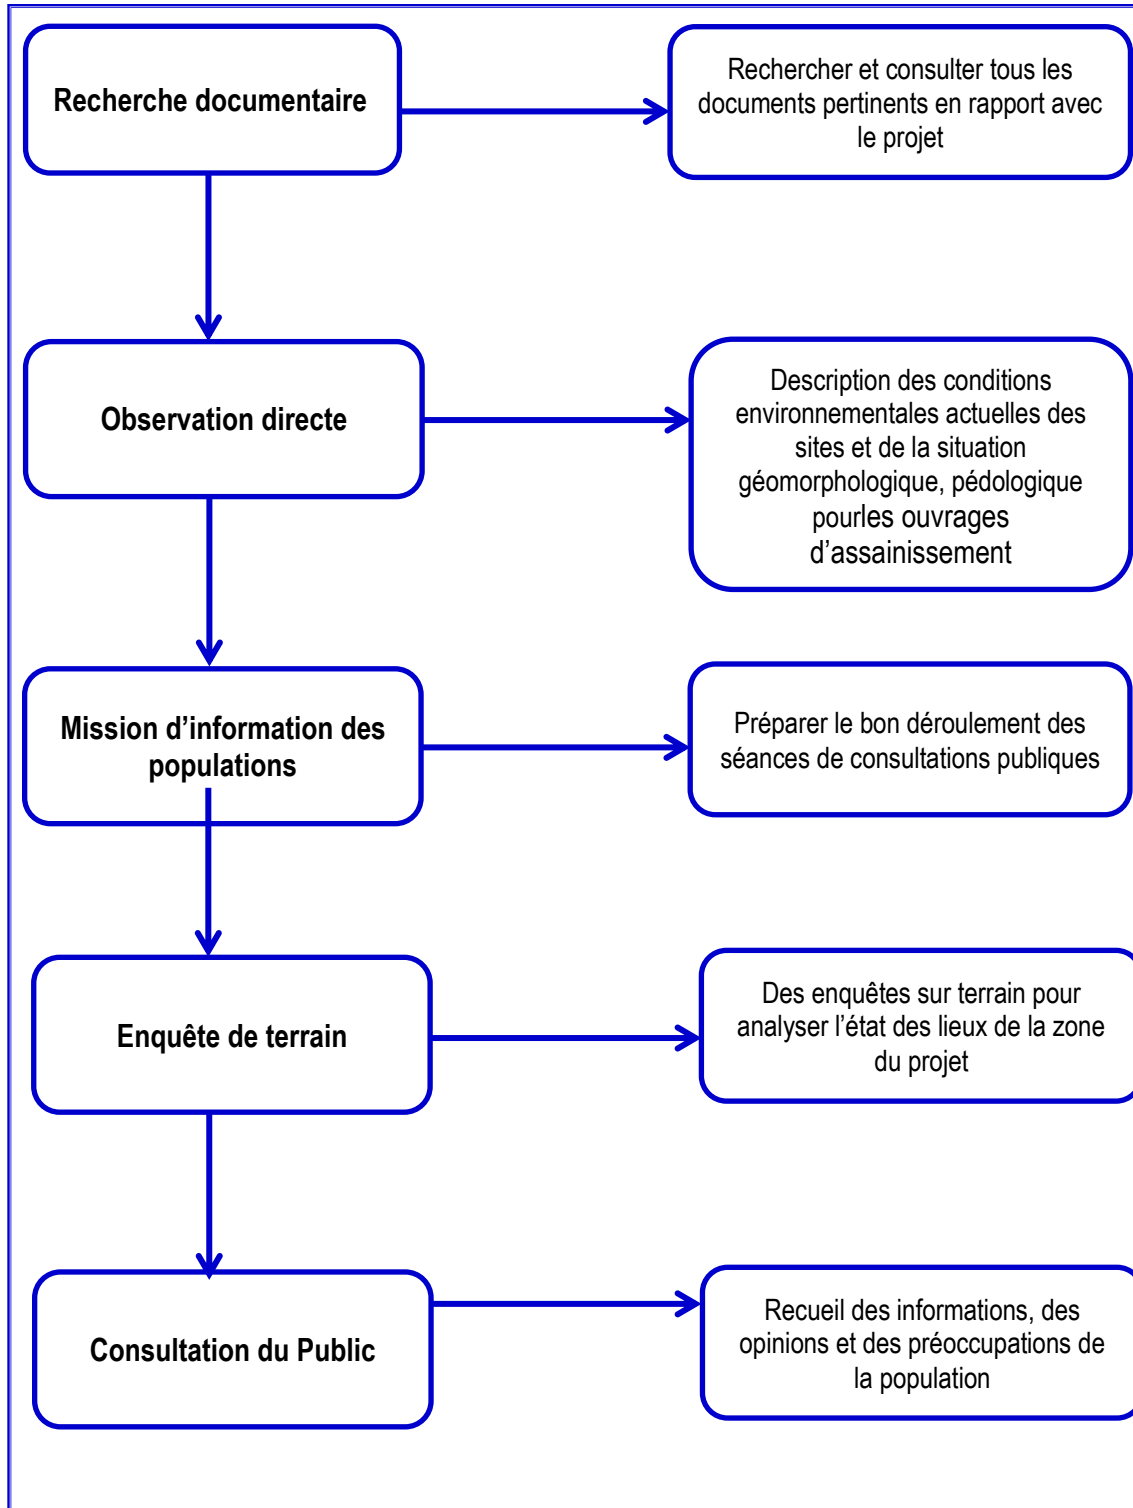 Recherche documentaire
Rechercher et consulter tous les
documents pertinents en rapport avec
le projet
Observation directe
Description des conditions
environnementales actuelles des
sites et de la situation
géomorphologique, pédologique
pourles ouvrages
d’assainissement
Mission d’information des
populations
Préparer le bon déroulement des
séances de consultations publiques
Enquête de terrain
Des enquêtes sur terrain pour
analyser l’état des lieux de la zone
du projet
Consultation du Public
Recueil des informations, des
opinions et des préoccupations de
la population